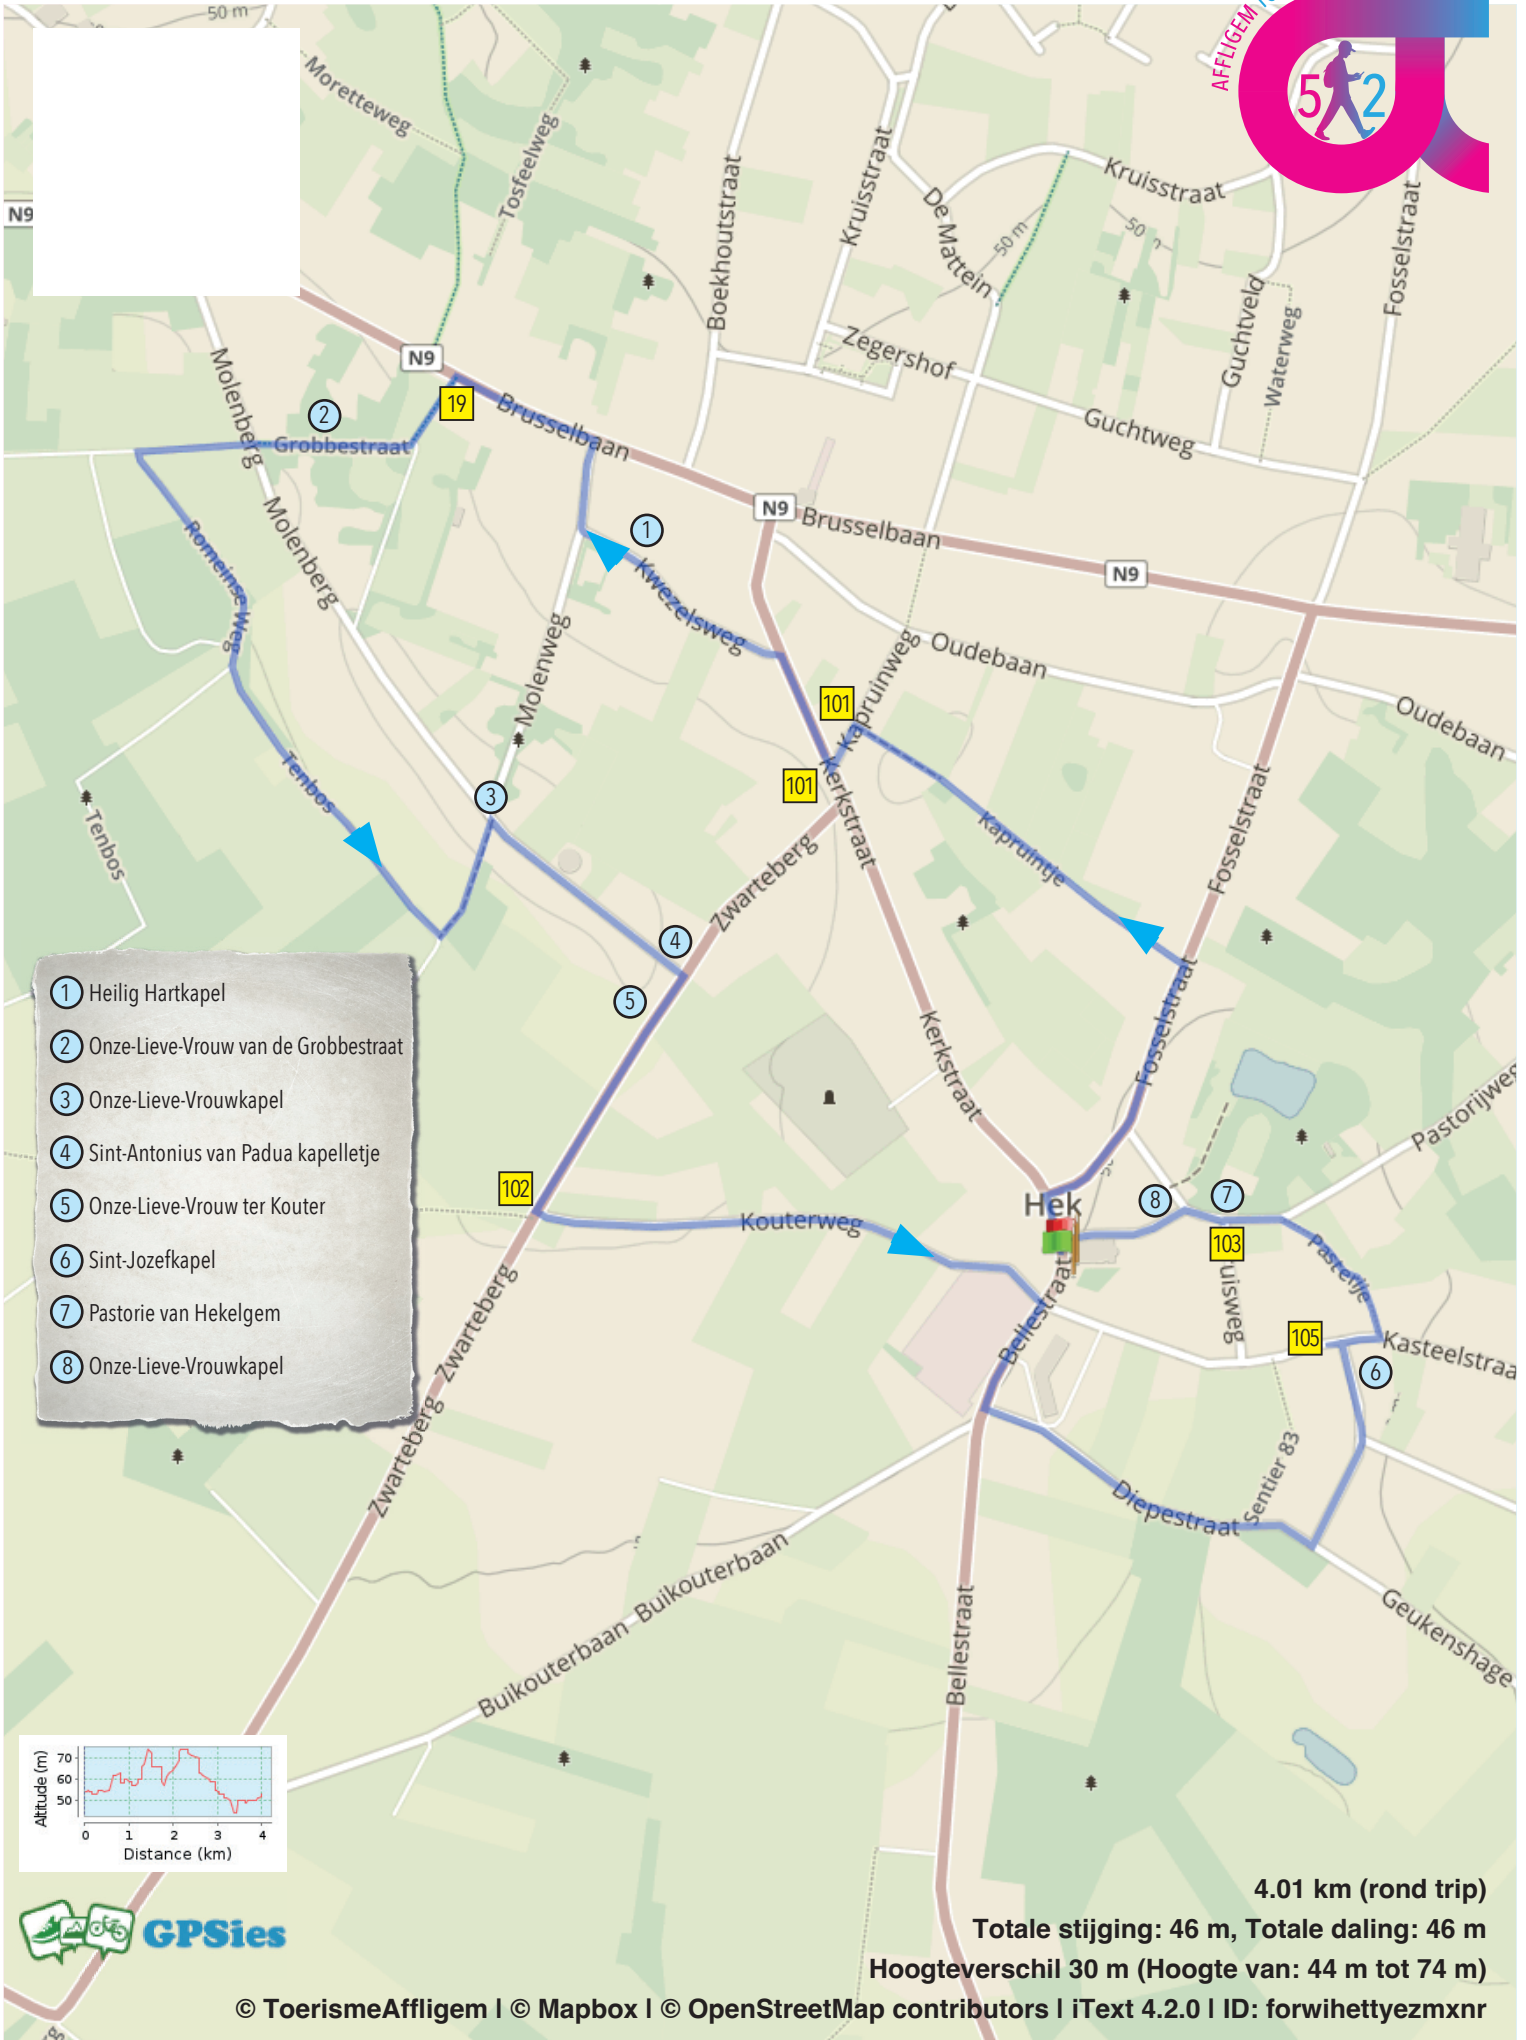 50 m
AFFLIGEM
5 2
Moretteweg
Tosfeelweg
Boekhoutstraat
Kruisstraat
De Mattein
50 m
Kruisstraat
50
Fosselstraat
N9
Guchtveld
Waterweg
Zegershof
Guchtweg
N9
Molenberg
2
19
Brusselbaan
Grobbestraat
N9
Brusselbaan
N9
Molenberg
Romeinse Weg
1
Kwezelsweg
Molenweg
Oudebaan
Kapruinweg
101
Oudebaan
101
Kerkstraat
Tenbos
Tenbos
3
Kapruintje
Fosselstraat
Zwarteberg
4
5
Kerkstraat
Fosselstraat
1 Heilig Hartkapel
2 Onze-Lieve-Vrouw van de Grobbestraat
3 Onze-Lieve-Vrouwkapel
4 Sint-Antonius van Padua kapelletje
5 Onze-Lieve-Vrouw ter Kouter
6 Sint-Jozefkapel
7 Pastorie van Hekelgem
8 Onze-Lieve-Vrouwkapel
Pastorijweg
102
Hek
8
7
103
Kouterweg
Pasterije
uisweg
105
Kasteelstraa
6
Bellestraat
Zwarteberg
Zwarteberg
Sentier 83
Diepestraat
Geukenshage
Buikouterbaan
Buikouterbaan
Bellestraat
Altitude (m)
70
60
50
0 1 2 3 4
Distance (km)
GPSies
4.01 km (rond trip)
Totale stijging: 46 m, Totale daling: 46 m
Hoogteverschil 30 m (Hoogte van: 44 m tot 74 m)
© ToerismeAffligem | © Mapbox | © OpenStreetMap contributors | iText 4.2.0 | ID: forwihettyezmxnr